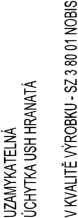 UZAMYKATELNÁ
ÚCHYTKA USH HRANATÁ
KVALITĚ VÝROBKU - SZ 3 80 01 NOBIS